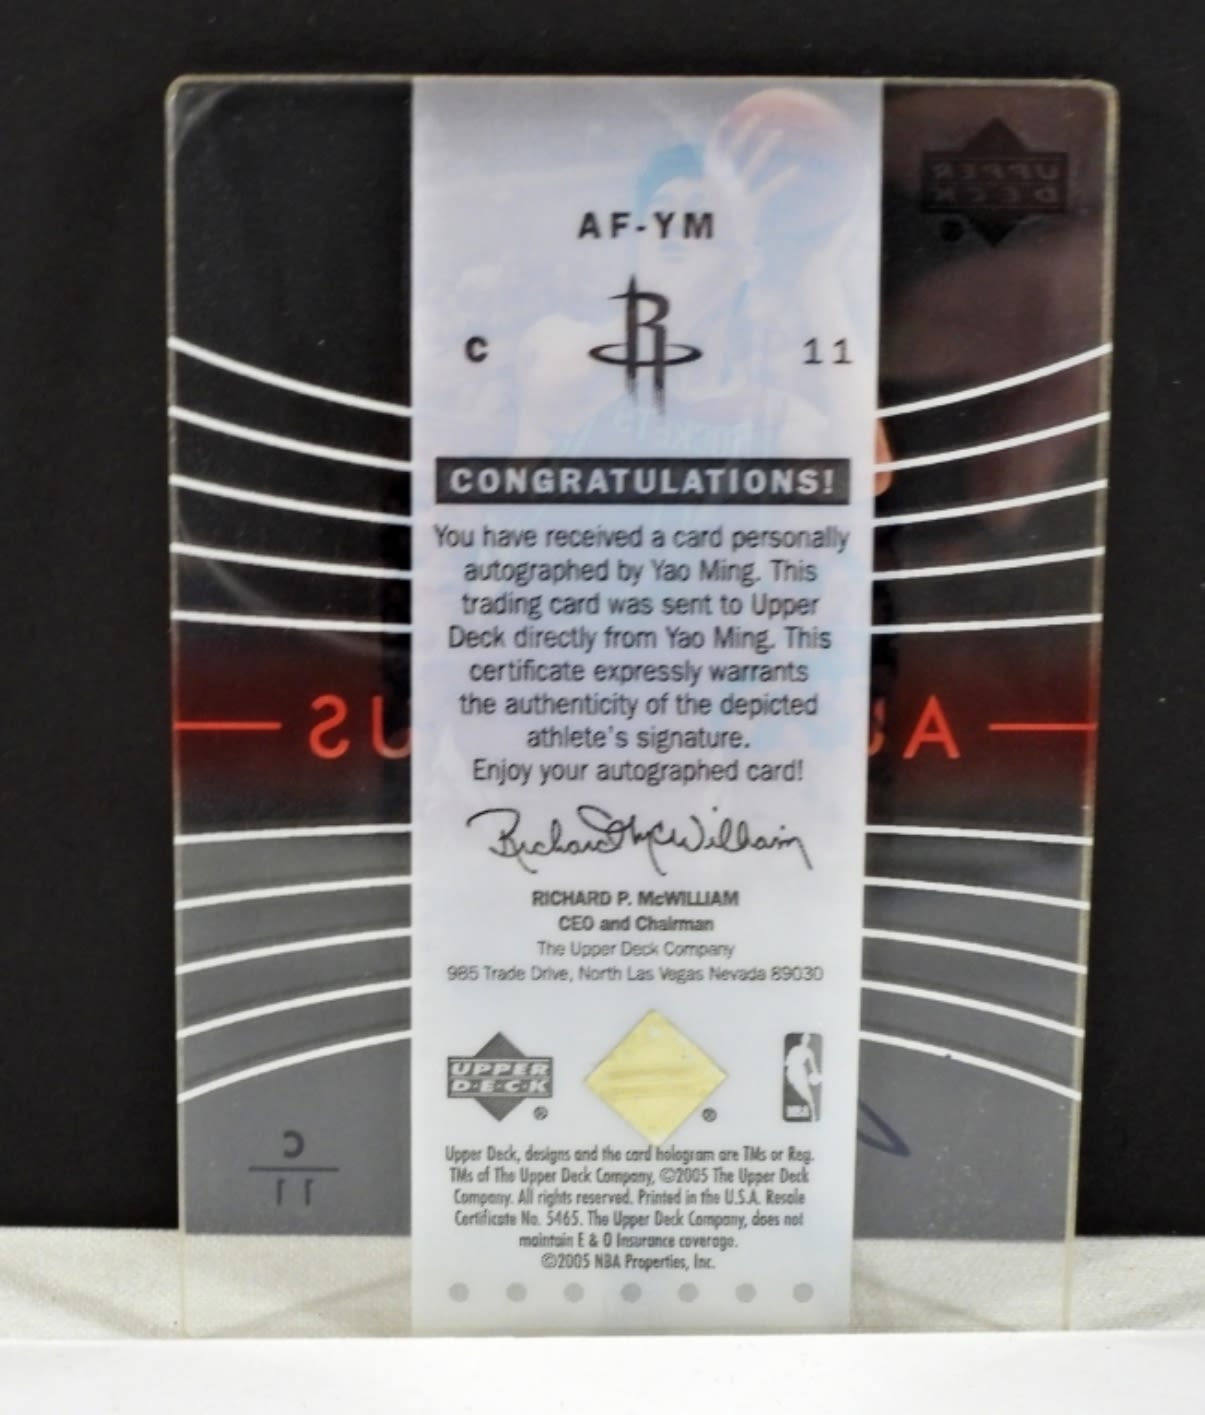 UPPER
DECK
AF-YM
C 11
CONGRATULATIONS!
You have received a card personally
autographed by Yao Ming. This
trading card was sent to Upper
Deck directly from Yao Ming. This
certificate expressly warrants
the authenticity of the depicted
athlete's signature.
Enjoy your autographed card!
Richard McWilliam
RICHARD P. McWILLIAM
CEO and Chairman
The Upper Deck Company
985 Trade Drive, North Las Vegas Nevada 89030
UPPER
D·E·C·K
®
®
NBA
Upper Deck, designs and the card hologram are TMs or Reg.
TMs of The Upper Deck Company, ©2005 The Upper Deck
Company. All rights reserved. Printed in the U.S.A. Resale
Certificate No. 5465. The Upper Deck Company, does not
maintain E & O Insurance coverage.
©2005 NBA Properties, Inc.
C
11